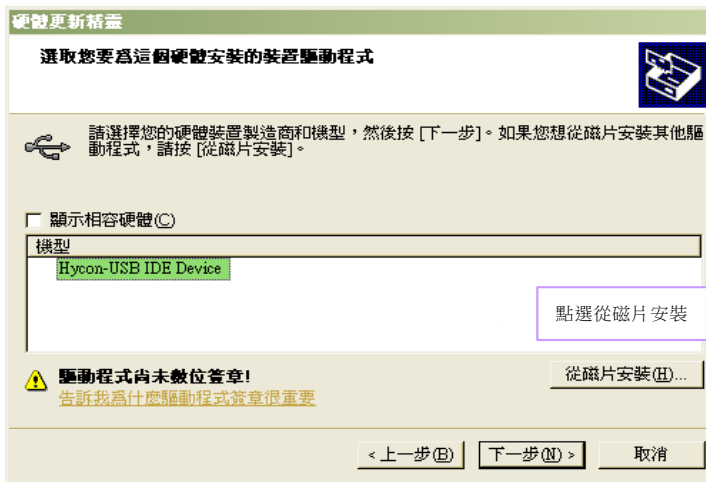 硬體更新精靈
選取您要為這個硬體安裝的裝置驅動程式
請選擇您的硬體裝置製造商和機型，然後按 [下一步]。如果您想從磁片安裝其他驅
動程式，請按 [從磁片安裝]。
顯示相容硬體(C)
機型
Hycon-USB IDE Device
點選從磁片安裝
驅動程式尚未數位簽章!
告訴我為什麼驅動程式簽章很重要
從磁片安裝(H)...
< 上一步(B)
下一步(N) >
取消